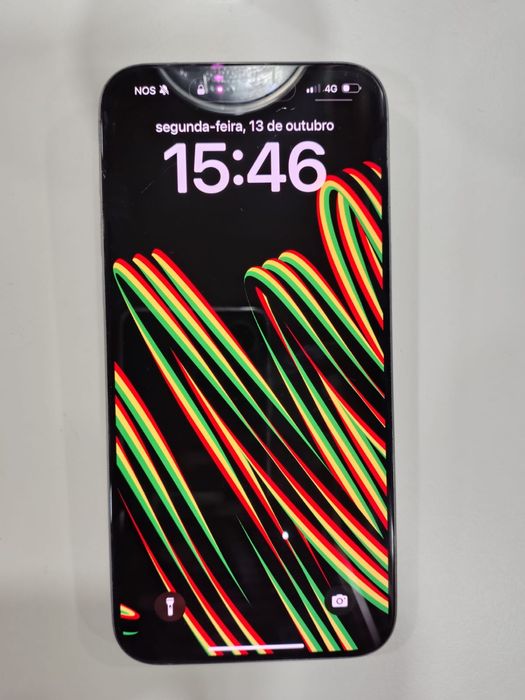 NOS 4G
segunda-feira, 13 de outubro
15:46